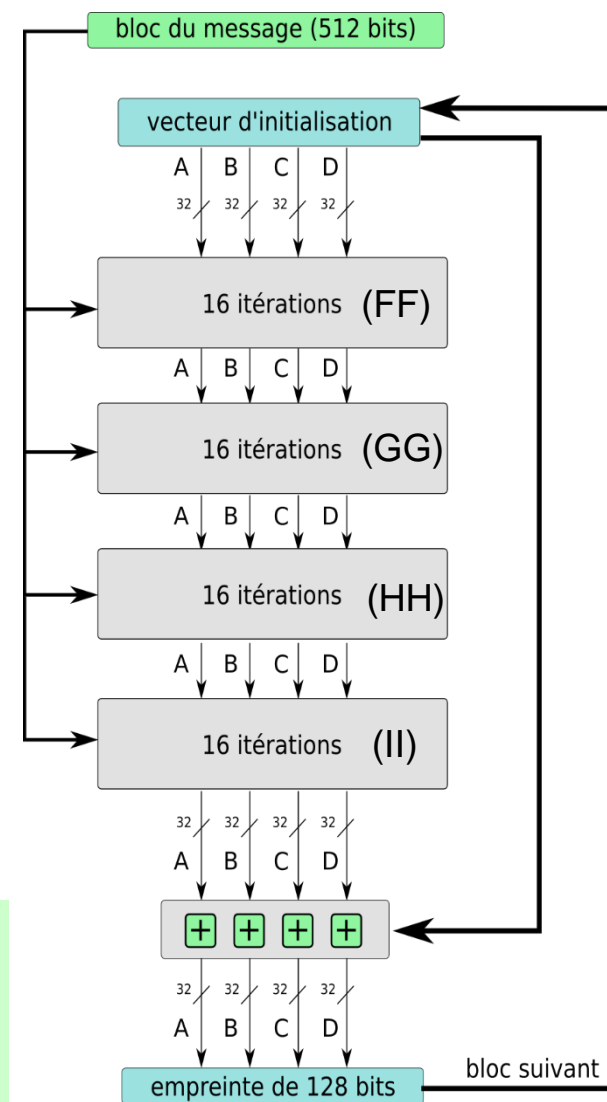 bloc du message (512 bits)
vecteur d'initialisation
A B C D
32 32 32 32
16 itérations (FF)
A B C D
16 itérations (GG)
A B C D
16 itérations (HH)
A B C D
16 itérations (II)
32 32 32 32
A B C D
+ + + +
32 32 32 32
A B C D
bloc suivant
empreinte de 128 bits